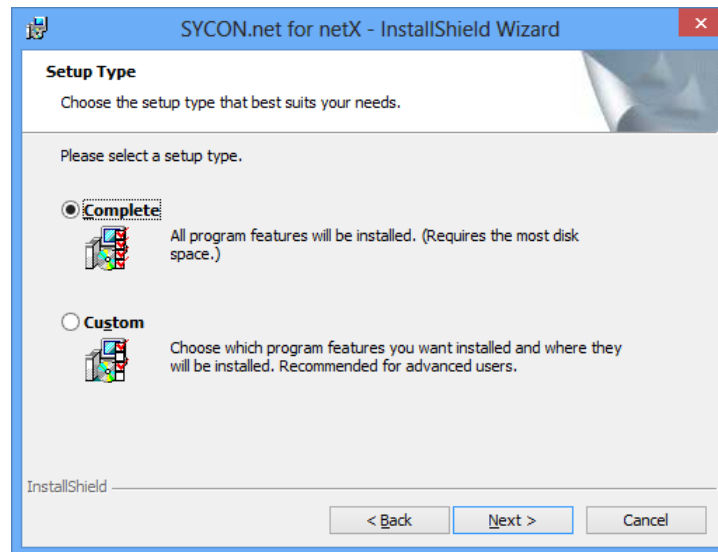 SYCON.net for netX - InstallShield Wizard
Setup Type
Choose the setup type that best suits your needs.
Please select a setup type.
Complete
All program features will be installed. (Requires the most disk
space.)
Custom
Choose which program features you want installed and where they
will be installed. Recommended for advanced users.
InstallShield
< Back
Next >
Cancel